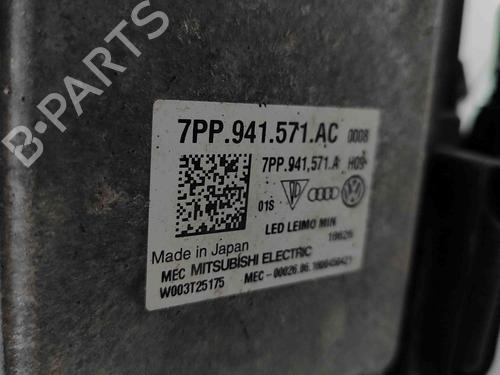 7PP.941.571.AC 0008
7PP.941,571.A H09
01S
LED LEIMO MIN
Made in Japan
MEC MITSUBISHI ELECTRIC
W003T25175
B-PARTS